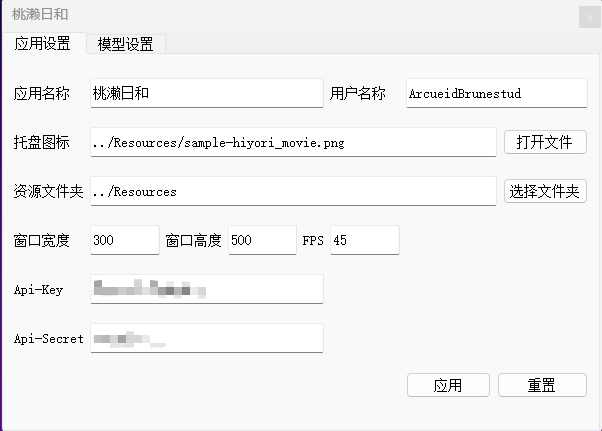 桃濑日和
应用设置 模型设置
应用名称 桃濑日和 用户名称 ArcueidBrunestud
托盘图标 ../Resources/sample-hiyori_movie.png 打开文件
资源文件夹 ../Resources 选择文件夹
窗口宽度 300 窗口高度 500 FPS 45
Api-Key
Api-Secret
应用 重置